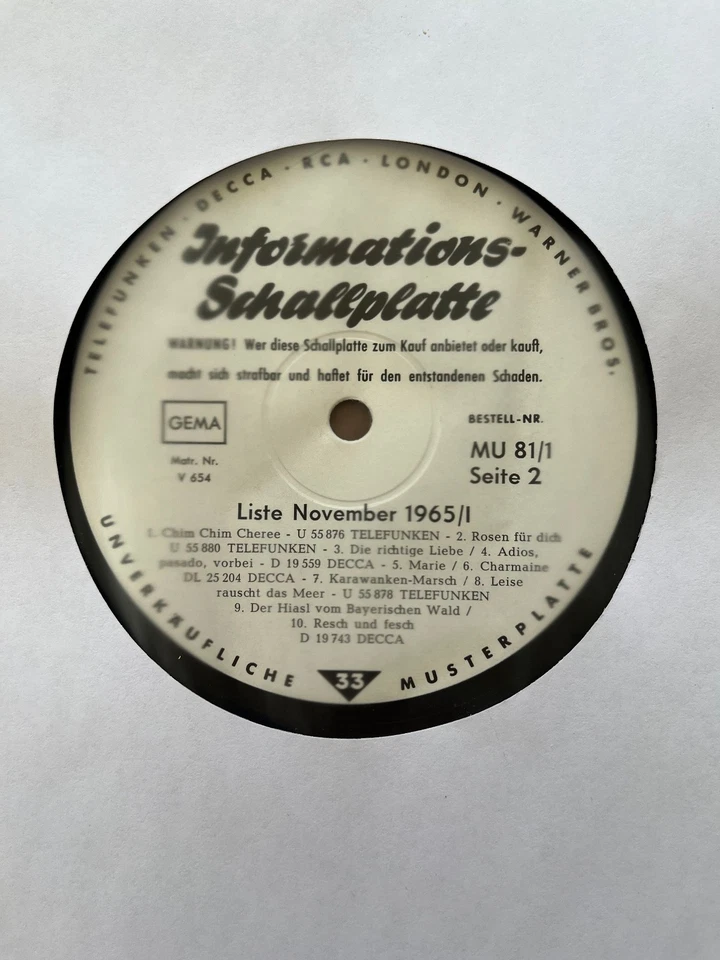 TELEFUNKEN · DECCA · RCA · LONDON · WARNER BROS.
Informations-
Schallplatte
WARNUNG! Wer diese Schallplatte zum Kauf anbietet oder kauft,
macht sich strafbar und haftet für den entstandenen Schaden.
GEMA
BESTELL-NR.
MU 81/1
Seite 2
Matr. Nr.
V 654
Liste November 1965/I
1. Chim Chim Cheree - U 55 876 TELEFUNKEN - 2. Rosen für dich
U 55 880 TELEFUNKEN - 3. Die richtige Liebe / 4. Adios,
pasado, vorbei - D 19 559 DECCA - 5. Marie / 6. Charmaine
DL 25 204 DECCA - 7. Karawanken-Marsch / 8. Leise
rauscht das Meer - U 55 878 TELEFUNKEN
9. Der Hiasl vom Bayerischen Wald /
10. Resch und fesch
D 19 743 DECCA
UNVERKÄUFLICHE 33 MUSTERPLATTE